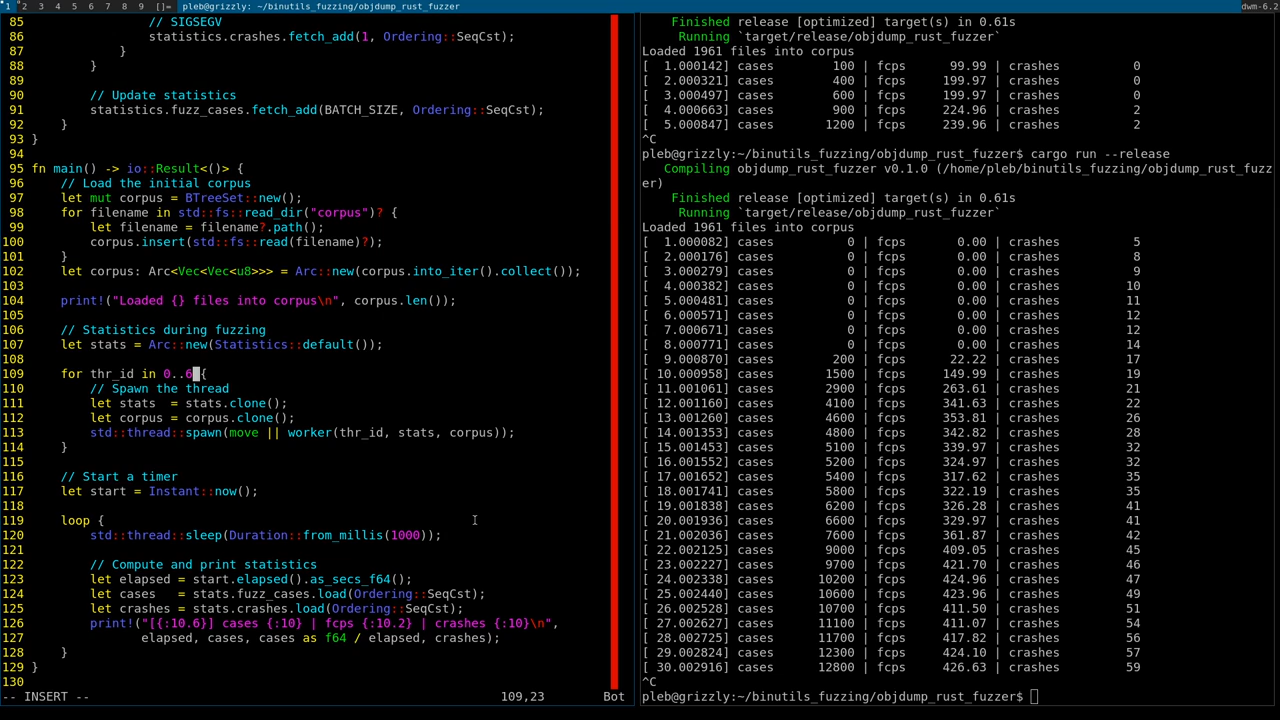 1 2 3 4 5 6 7 8 9 []= pleb@grizzly: ~/binutils_fuzzing/objdump_rust_fuzzer dwm-6.2
85                 // SIGSEGV
86                 statistics.crashes.fetch_add(1, Ordering::SeqCst);
87             }
88         }
89
90         // Update statistics
91         statistics.fuzz_cases.fetch_add(BATCH_SIZE, Ordering::SeqCst);
92     }
93 }
94
95 fn main() -> io::Result<()> {
96     // Load the initial corpus
97     let mut corpus = BTreeSet::new();
98     for filename in std::fs::read_dir("corpus")? {
99         let filename = filename?.path();
100         corpus.insert(std::fs::read(filename)?);
101     }
102     let corpus: Arc<Vec<Vec<u8>>> = Arc::new(corpus.into_iter().collect());
103
104     print!("Loaded {} files into corpus\n", corpus.len());
105
106     // Statistics during fuzzing
107     let stats = Arc::new(Statistics::default());
108
109     for thr_id in 0..6 {
110         // Spawn the thread
111         let stats  = stats.clone();
112         let corpus = corpus.clone();
113         std::thread::spawn(move || worker(thr_id, stats, corpus));
114     }
115
116     // Start a timer
117     let start = Instant::now();
118
119     loop {
120         std::thread::sleep(Duration::from_millis(1000));
121
122         // Compute and print statistics
123         let elapsed = start.elapsed().as_secs_f64();
124         let cases   = stats.fuzz_cases.load(Ordering::SeqCst);
125         let crashes = stats.crashes.load(Ordering::SeqCst);
126         print!("[{:10.6}] cases {:10} | fcps {:10.2} | crashes {:10}\n",
127                elapsed, cases, cases as f64 / elapsed, crashes);
128     }
129 }
130
-- INSERT -- 109,23 Bot
Finished release [optimized] target(s) in 0.61s
Running `target/release/objdump_rust_fuzzer`
Loaded 1961 files into corpus
[  1.000142] cases        100 | fcps      99.99 | crashes          0
[  2.000321] cases        400 | fcps     199.97 | crashes          0
[  3.000497] cases        600 | fcps     199.97 | crashes          0
[  4.000663] cases        900 | fcps     224.96 | crashes          2
[  5.000847] cases       1200 | fcps     239.96 | crashes          2
^C
pleb@grizzly:~/binutils_fuzzing/objdump_rust_fuzzer$ cargo run --release
Compiling objdump_rust_fuzzer v0.1.0 (/home/pleb/binutils_fuzzing/objdump_rust_fuzz
er)
Finished release [optimized] target(s) in 0.61s
Running `target/release/objdump_rust_fuzzer`
Loaded 1961 files into corpus
[  1.000082] cases          0 | fcps       0.00 | crashes          5
[  2.000176] cases          0 | fcps       0.00 | crashes          8
[  3.000279] cases          0 | fcps       0.00 | crashes          9
[  4.000382] cases          0 | fcps       0.00 | crashes         10
[  5.000481] cases          0 | fcps       0.00 | crashes         11
[  6.000571] cases          0 | fcps       0.00 | crashes         12
[  7.000671] cases          0 | fcps       0.00 | crashes         12
[  8.000771] cases          0 | fcps       0.00 | crashes         14
[  9.000870] cases        200 | fcps      22.22 | crashes         17
[ 10.000958] cases       1500 | fcps     149.99 | crashes         19
[ 11.001061] cases       2900 | fcps     263.61 | crashes         21
[ 12.001160] cases       4100 | fcps     341.63 | crashes         22
[ 13.001260] cases       4600 | fcps     353.81 | crashes         26
[ 14.001353] cases       4800 | fcps     342.82 | crashes         28
[ 15.001453] cases       5100 | fcps     339.97 | crashes         32
[ 16.001552] cases       5200 | fcps     324.97 | crashes         32
[ 17.001652] cases       5400 | fcps     317.62 | crashes         35
[ 18.001741] cases       5800 | fcps     322.19 | crashes         35
[ 19.001838] cases       6200 | fcps     326.28 | crashes         41
[ 20.001936] cases       6600 | fcps     329.97 | crashes         41
[ 21.002036] cases       7600 | fcps     361.87 | crashes         42
[ 22.002125] cases       9000 | fcps     409.05 | crashes         45
[ 23.002227] cases       9700 | fcps     421.70 | crashes         46
[ 24.002338] cases      10200 | fcps     424.96 | crashes         47
[ 25.002440] cases      10600 | fcps     423.96 | crashes         49
[ 26.002528] cases      10700 | fcps     411.50 | crashes         51
[ 27.002627] cases      11100 | fcps     411.07 | crashes         54
[ 28.002725] cases      11700 | fcps     417.82 | crashes         56
[ 29.002824] cases      12300 | fcps     424.10 | crashes         57
[ 30.002916] cases      12800 | fcps     426.63 | crashes         59
^C
pleb@grizzly:~/binutils_fuzzing/objdump_rust_fuzzer$